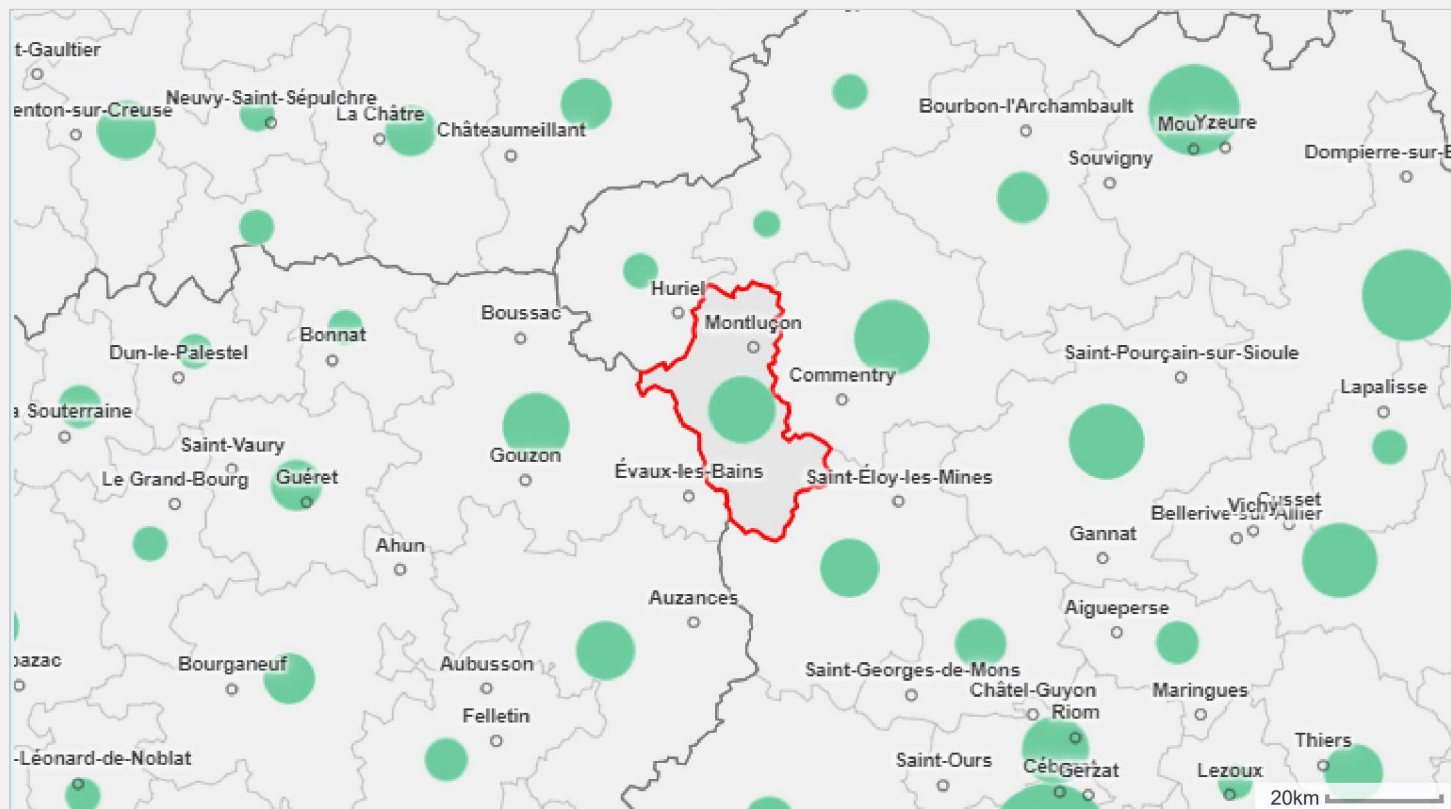 t-Gaultier
enton-sur-Creuse
Neuvy-Saint-Sépulchre
La Châtre
Châteaumeillant
Bourbon-l'Archambault
Yzeure
Souvigny
Dompierre-sur-B
Huriel
Boussac
Montluçon
Bonnat
Dun-le-Palestel
Saint-Pourçain-sur-Sioule
Commentry
Lapalisse
a Souterraine
Saint-Vaury
Gouzon
Évaux-les-Bains
Saint-Éloy-les-Mines
Le Grand-Bourg
Guéret
Cusset
Vichy
Bellerive-sur-Allier
Gannat
Ahun
Auzances
Aigueperse
bazac
Bourganeuf
Aubusson
Saint-Georges-de-Mons
Châtel-Guyon
Maringues
Riom
Felletin
Thiers
-Léonard-de-Noblat
Saint-Ours
Gerzat
Lezoux
20km